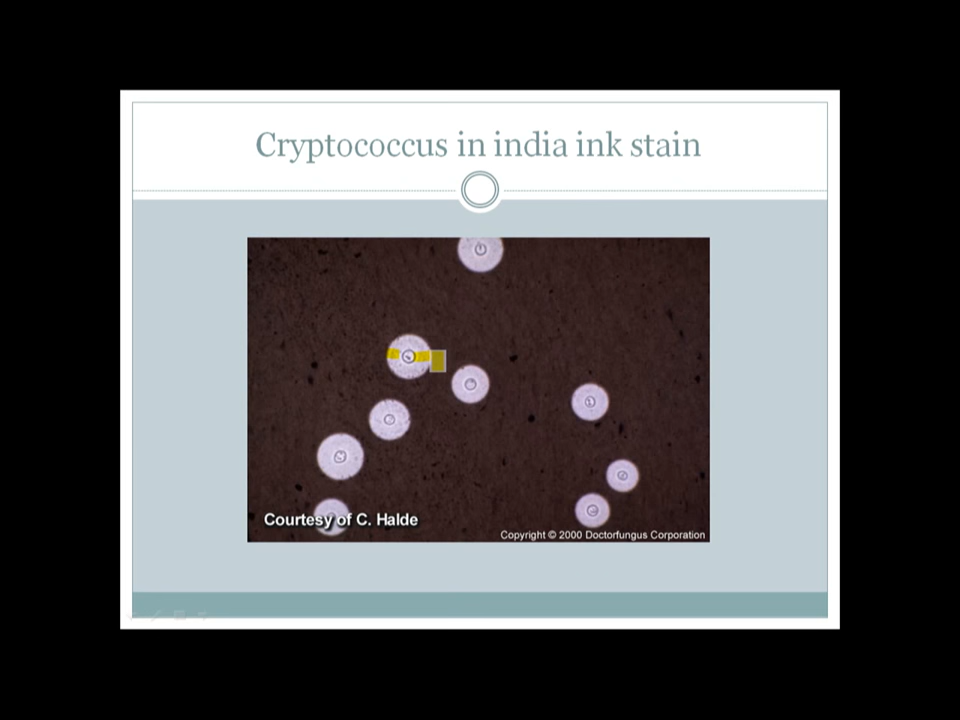 Cryptococcus in india ink stain
Courtesy of C. Halde
Copyright © 2000 Doctorfungus Corporation